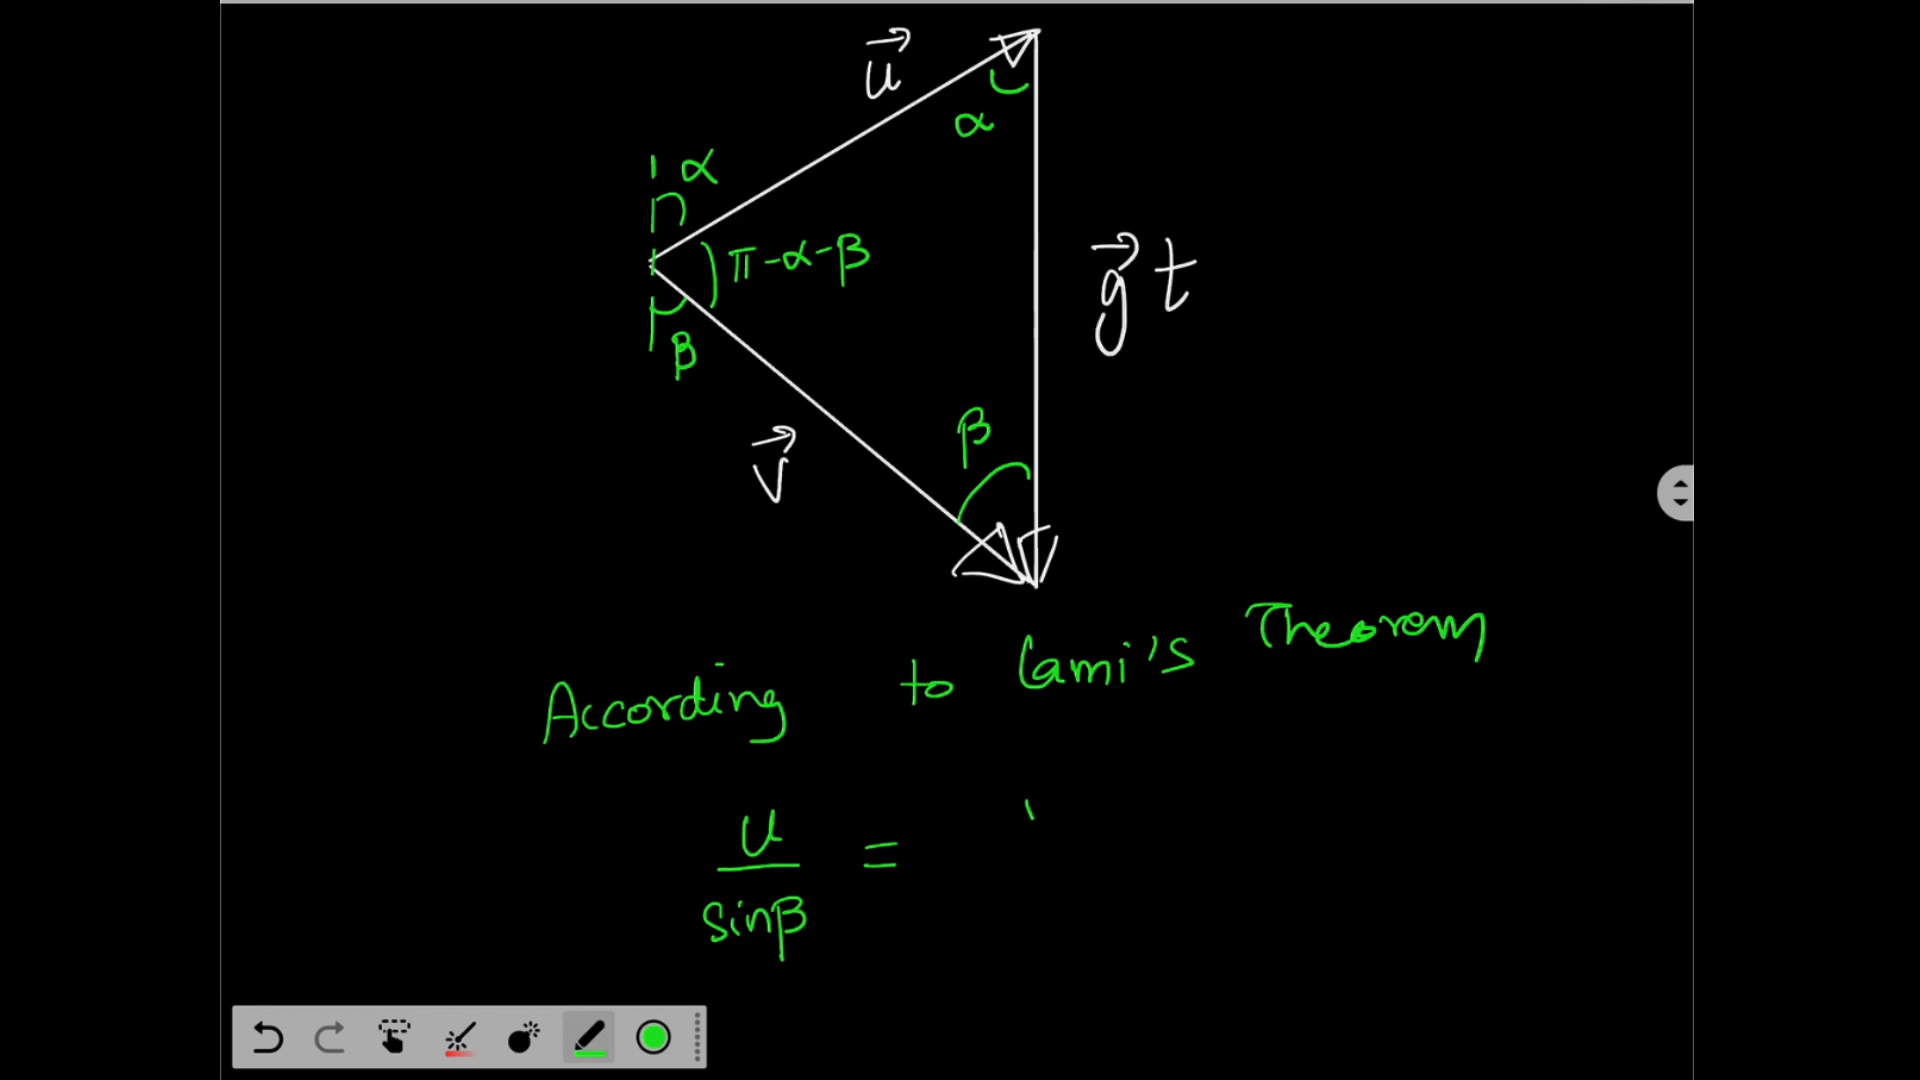 u⃗
α
α
π-α-β
g⃗ t
β
β
v⃗
According to Lami's Theorem
u =
sinβ